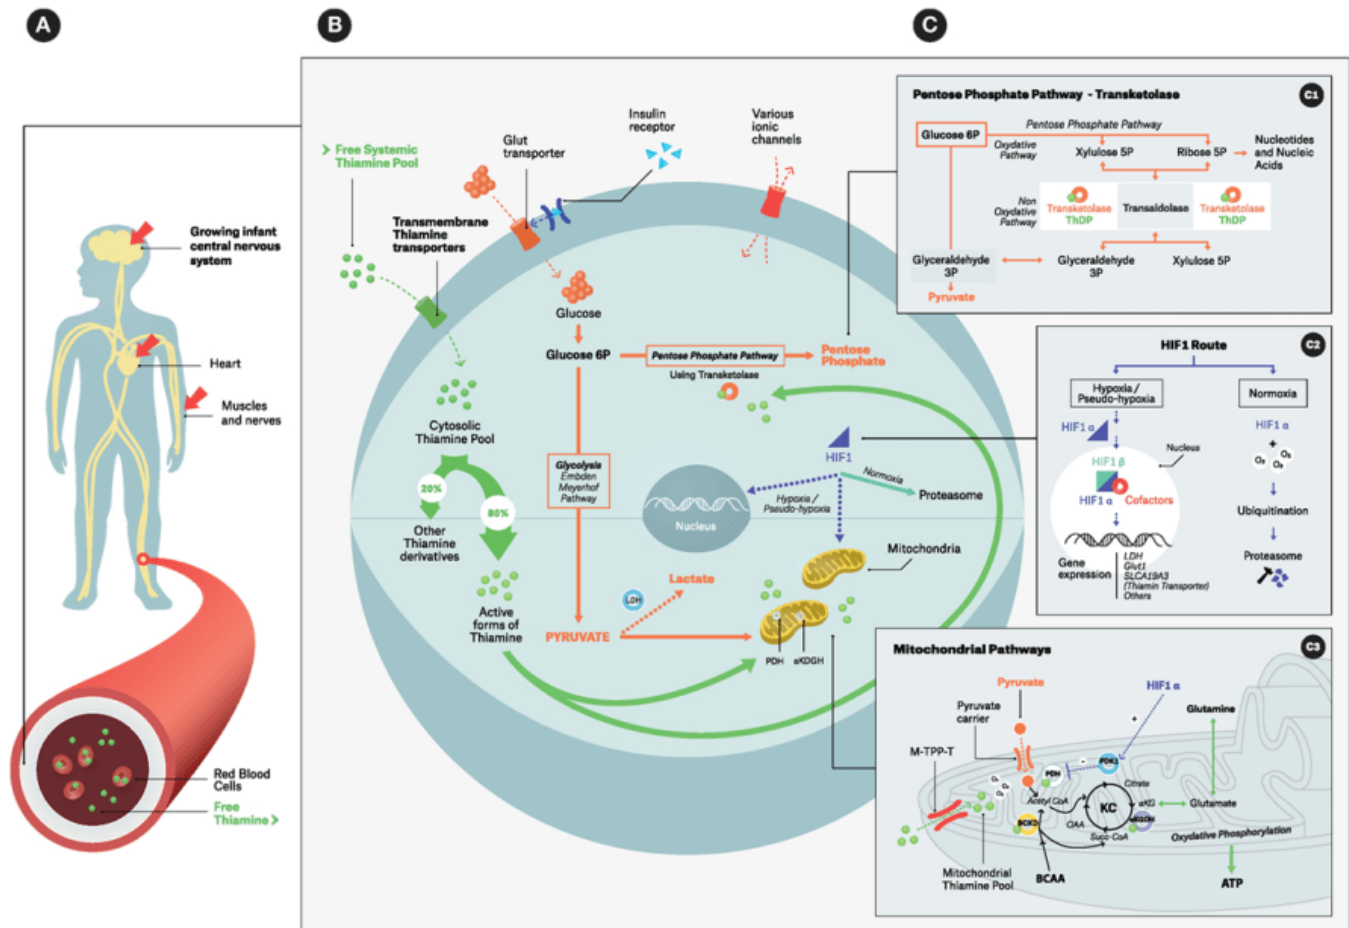 A
B
C
Growing infant
central nervous
system
Heart
Muscles
and nerves
Red Blood
Cells
Free
Thiamine >
> Free Systemic
Thiamine Pool
Transmembrane
Thiamine
transporters
Glut
transporter
Insulin
receptor
Various
ionic
channels
Glucose
Glucose 6P
Pentose Phosphate Pathway
Using Transketolase
Pentose
Phosphate
Cytosolic
Thiamine Pool
20%
80%
Other
Thiamine
derivatives
Active
forms of
Thiamine
Glycolysis
Embden
Meyerhof
Pathway
PYRUVATE
LDH
Lactate
Nucleus
HIF1
Normoxia
Hypoxia /
Pseudo-hypoxia
Proteasome
Mitochondria
PDH
αKDGH
Pentose Phosphate Pathway - Transketolase
C1
Glucose 6P
Pentose Phosphate Pathway
Oxydative
Pathway
Xylulose 5P
Ribose 5P
Nucleotides
and Nucleic
Acids
Non
Oxydative
Pathway
Transketolase
ThDP
Transaldolase
Transketolase
ThDP
Glyceraldehyde
3P
Glyceraldehyde
3P
Xylulose 5P
Pyruvate
C2
HIF1 Route
Hypoxia /
Pseudo-hypoxia
Normoxia
HIF1 α
HIF1 β
HIF1 α
Cofactors
Nucleus
Gene
expression
LDH
Glut1
SLCA19A3
(Thiamin Transporter)
Others
HIF1 α
+
O₂
O₂
O₂
Ubiquitination
Proteasome
Mitochondrial Pathways
C3
Pyruvate
HIF1 α
Pyruvate
carrier
M-TPP-T
Glutamine
+
-
PDK1
PDH
O₂
O₂
O₂
Acetyl CoA
Citrate
KC
αKG
Glutamate
OAA
αKGDH
BCKD
Succ-CoA
Oxydative Phosphorylation
Mitochondrial
Thiamine Pool
BCAA
ATP